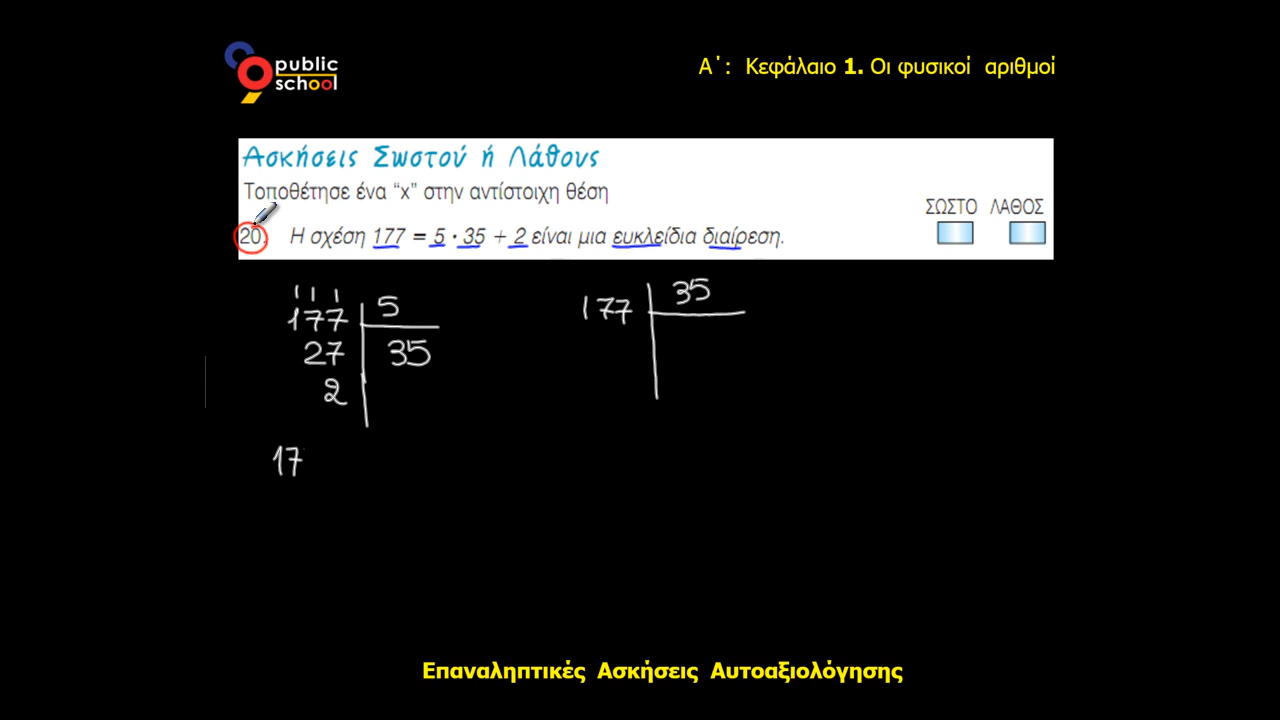 public
school
Α΄: Κεφάλαιο 1. Οι φυσικοί αριθμοί
Ασκήσεις Σωστού ή Λάθους
Τοποθέτησε ένα “x” στην αντίστοιχη θέση
ΣΩΣΤΟ ΛΑΘΟΣ
20. Η σχέση 177 = 5 · 35 + 2 είναι μια ευκλείδια διαίρεση.
177 5
27 35
2
177 35
17
Επαναληπτικές Ασκήσεις Αυτοαξιολόγησης